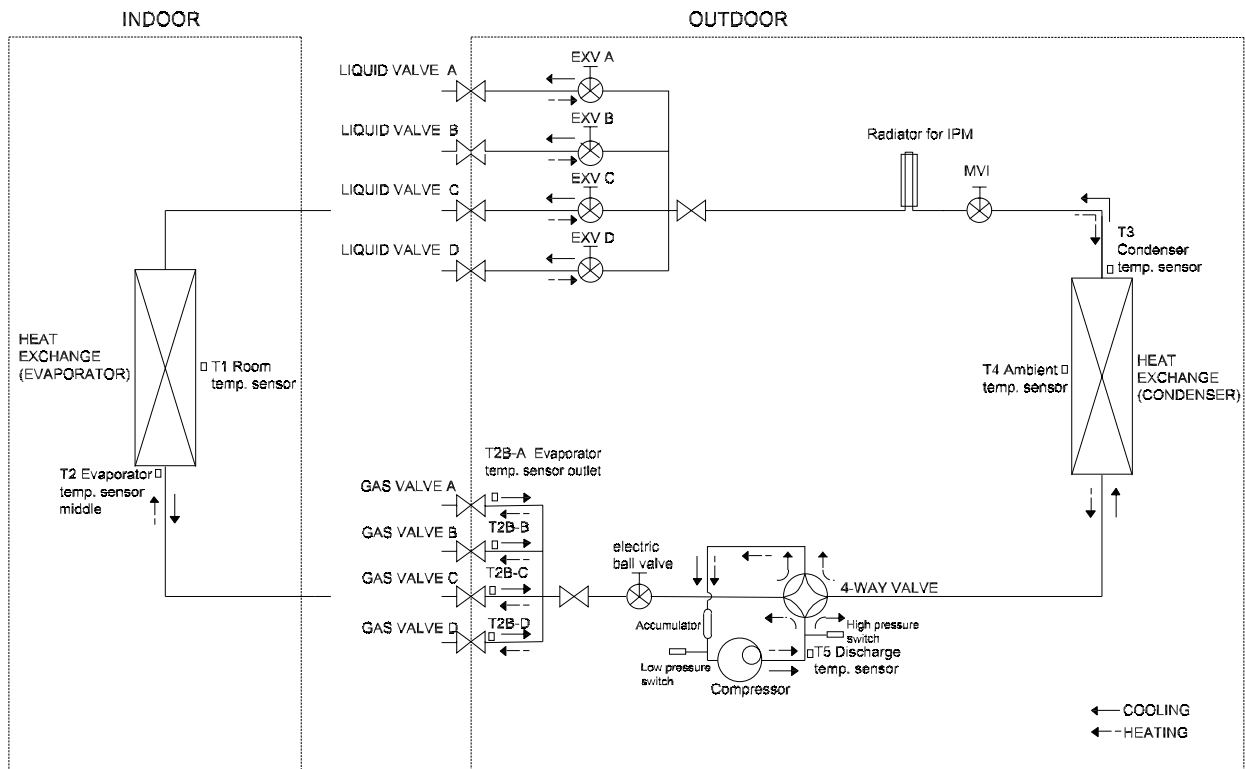 INDOOR
OUTDOOR
LIQUID VALVE A
EXV A
LIQUID VALVE B
EXV B
LIQUID VALVE C
EXV C
LIQUID VALVE D
EXV D
Radiator for IPM
MVI
T3
Condenser
temp. sensor
HEAT
EXCHANGE
(EVAPORATOR)
T1 Room
temp. sensor
T4 Ambient
temp. sensor
HEAT
EXCHANGE
(CONDENSER)
T2 Evaporator
temp. sensor
middle
T2B-A Evaporator
temp. sensor outlet
GAS VALVE A
GAS VALVE B
T2B-B
GAS VALVE C
T2B-C
GAS VALVE D
T2B-D
electric
ball valve
4-WAY VALVE
Accumulator
High pressure
switch
Low pressure
switch
T5 Discharge
temp. sensor
Compressor
COOLING
HEATING